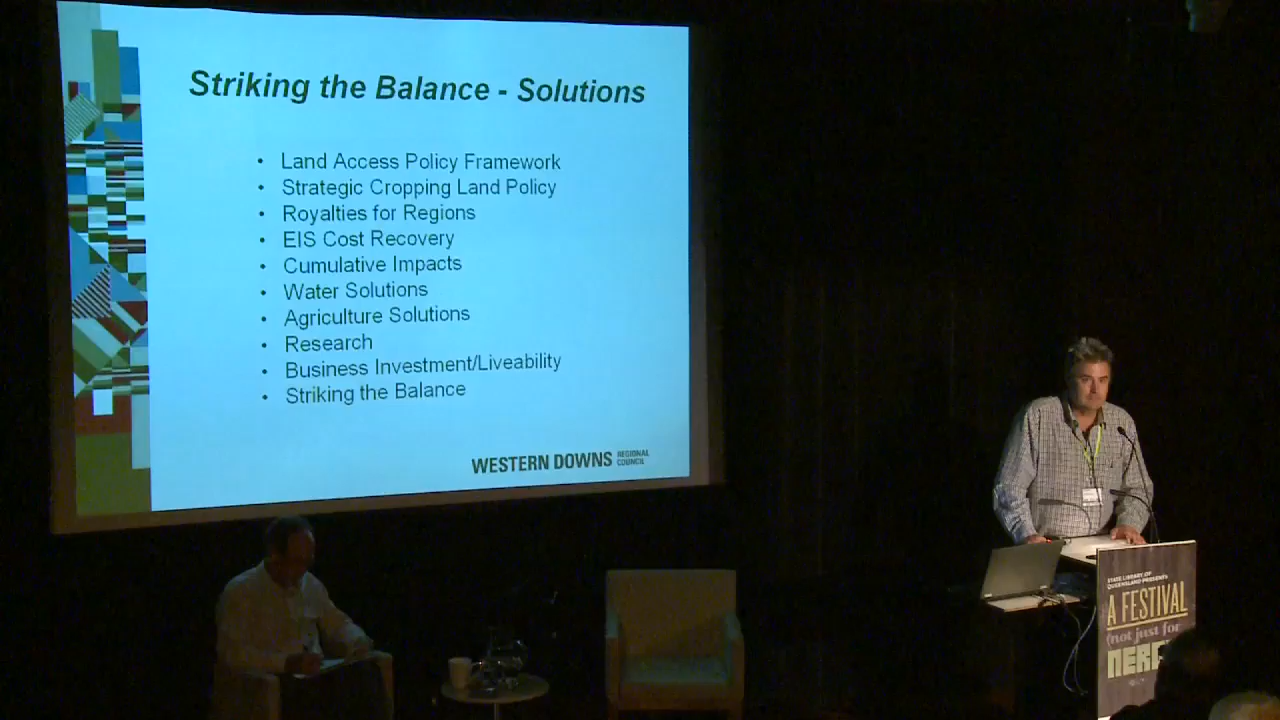 Striking the Balance - Solutions
• Land Access Policy Framework
• Strategic Cropping Land Policy
• Royalties for Regions
• EIS Cost Recovery
• Cumulative Impacts
• Water Solutions
• Agriculture Solutions
• Research
• Business Investment/Liveability
• Striking the Balance
WESTERN DOWNS REGIONAL COUNCIL
STATE LIBRARY OF
QUEENSLAND PRESENTS
A FESTIVAL
(not just for